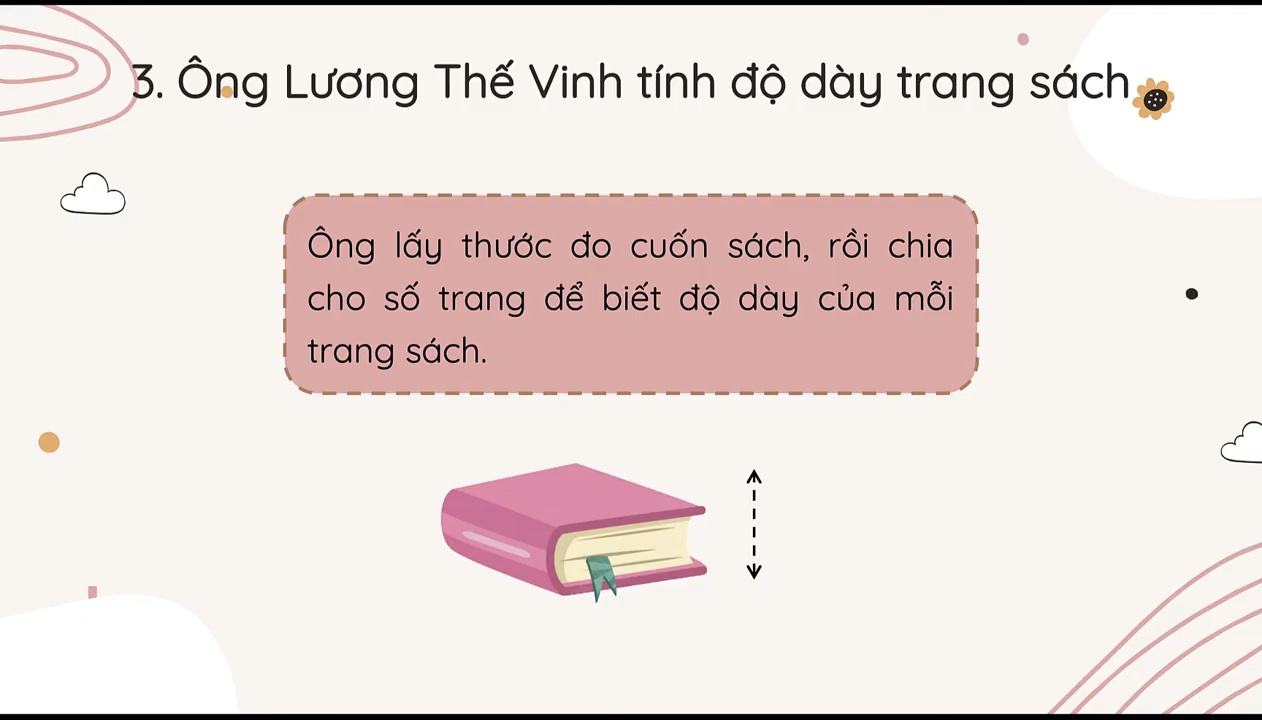 3. Ông Lương Thế Vinh tính độ dày trang sách
Ông lấy thước đo cuốn sách, rồi chia
cho số trang để biết độ dày của mỗi
trang sách.